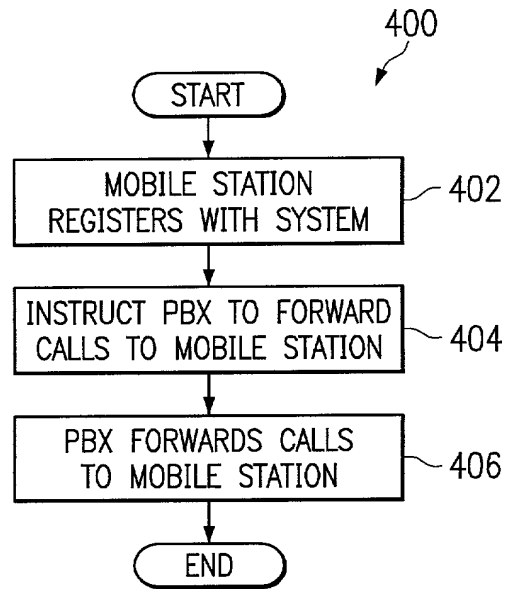 400
START
MOBILE STATION
REGISTERS WITH SYSTEM
402
INSTRUCT PBX TO FORWARD
CALLS TO MOBILE STATION
404
PBX FORWARDS CALLS
TO MOBILE STATION
406
END